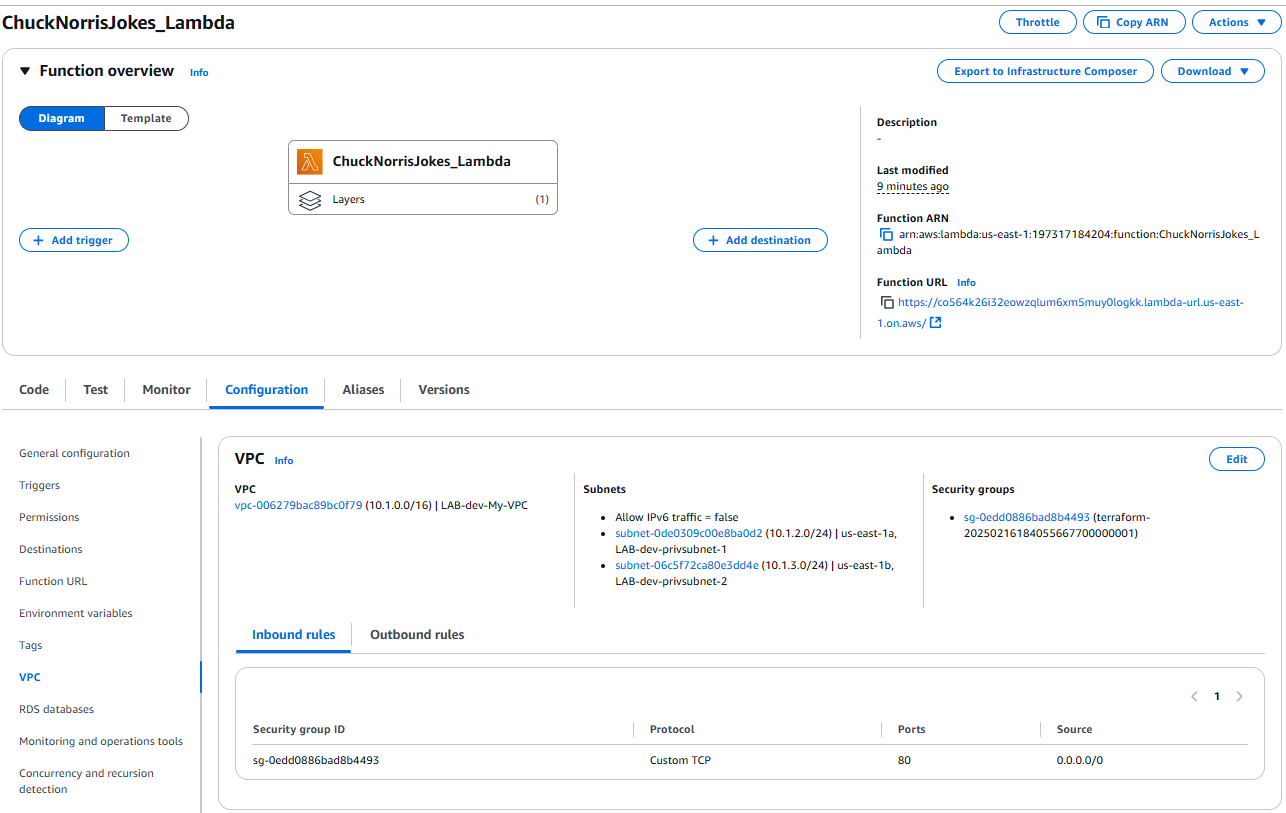 ChuckNorrisJokes_Lambda
Throttle
Copy ARN
Actions
Function overview
Info
Export to Infrastructure Composer
Download
Diagram
Template
ChuckNorrisJokes_Lambda
Layers
(1)
Add trigger
Add destination
Description
-
Last modified
9 minutes ago
Function ARN
arn:aws:lambda:us-east-1:197317184204:function:ChuckNorrisJokes_L
ambda
Function URL
Info
https://co564k26i32eowzqlum6xm5muy0logkk.lambda-url.us-east-
1.on.aws/
Code
Test
Monitor
Configuration
Aliases
Versions
General configuration
Triggers
Permissions
Destinations
Function URL
Environment variables
Tags
VPC
RDS databases
Monitoring and operations tools
Concurrency and recursion
detection
VPC
Info
Edit
VPC
vpc-006279bac89bc0f79 (10.1.0.0/16) | LAB-dev-My-VPC
Subnets
Allow IPv6 traffic = false
subnet-0de0309c00e8ba0d2 (10.1.2.0/24) | us-east-1a,
LAB-dev-privsubnet-1
subnet-06c5f72ca80e3dd4e (10.1.3.0/24) | us-east-1b,
LAB-dev-privsubnet-2
Security groups
sg-0edd0886bad8b4493 (terraform-
20250216184055667700000001)
Inbound rules
Outbound rules
1
Security group ID
Protocol
Ports
Source
sg-0edd0886bad8b4493
Custom TCP
80
0.0.0.0/0